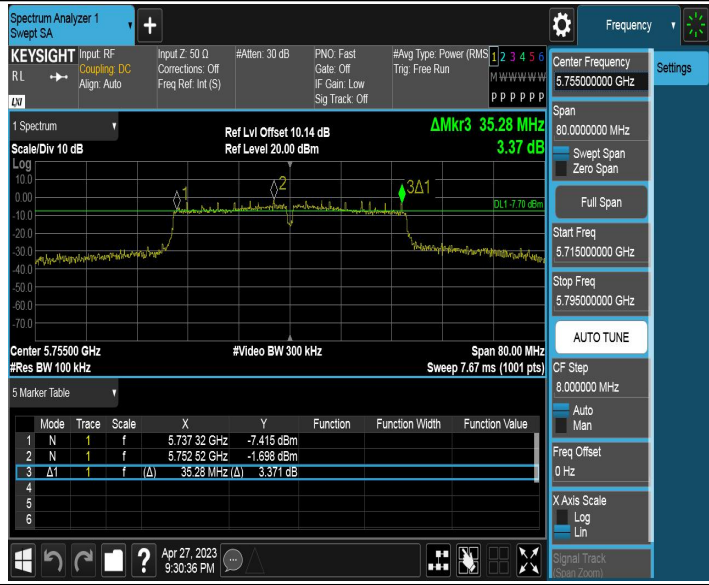 Spectrum Analyzer 1
Swept SA
Frequency
KEYSIGHT
RL
LXI
Input: RF
Coupling: DC
Align: Auto
Input Z: 50 Ω
Corrections: Off
Freq Ref: Int (S)
#Atten: 30 dB
PNO: Fast
Gate: Off
IF Gain: Low
Sig Track: Off
#Avg Type: Power (RMS
Trig: Free Run
1 2 3 4 5 6
M W W W W W
P P P P P P
Center Frequency
5.755000000 GHz
Settings
Span
80.0000000 MHz
Swept Span
Zero Span
Full Span
Start Freq
5.715000000 GHz
Stop Freq
5.795000000 GHz
AUTO TUNE
CF Step
8.000000 MHz
Auto
Man
Freq Offset
0 Hz
X Axis Scale
Log
Lin
Signal Track
(Span Zoom)
1 Spectrum
Scale/Div 10 dB
Ref Lvl Offset 10.14 dB
Ref Level 20.00 dBm
ΔMkr3 35.28 MHz
3.37 dB
Log
10.0
0.00
-10.0
-20.0
-30.0
-40.0
-50.0
-60.0
-70.0
1
2
3Δ1
DL1 -7.70 dBm
Center 5.75500 GHz
#Res BW 100 kHz
#Video BW 300 kHz
Span 80.00 MHz
Sweep 7.67 ms (1001 pts)
5 Marker Table
Mode Trace Scale X Y Function Function Width Function Value
1 N 1 f 5.737 32 GHz -7.415 dBm
2 N 1 f 5.752 52 GHz -1.698 dBm
3 Δ1 1 f (Δ) 35.28 MHz (Δ) 3.371 dB
4
5
6
?
Apr 27, 2023
9:30:36 PM